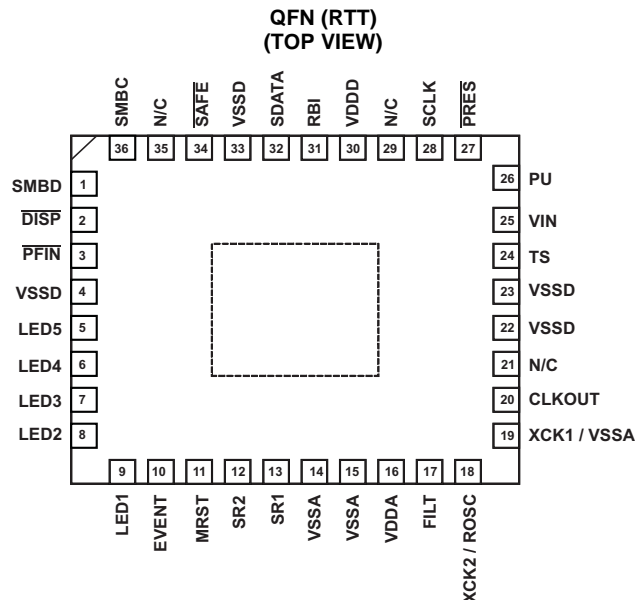 QFN (RTT)
(TOP VIEW)
SMBC
N/C
SAFE
VSSD
SDATA
RBI
VDDD
N/C
SCLK
PRES
36 35 34 33 32 31 30 29 28 27
SMBD 1
DISP 2
PFIN 3
VSSD 4
LED5 5
LED4 6
LED3 7
LED2 8
26 PU
25 VIN
24 TS
23 VSSD
22 VSSD
21 N/C
20 CLKOUT
19 XCK1 / VSSA
9 10 11 12 13 14 15 16 17 18
LED1
EVENT
MRST
SR2
SR1
VSSA
VSSA
VDDA
FILT
XCK2 / ROSC